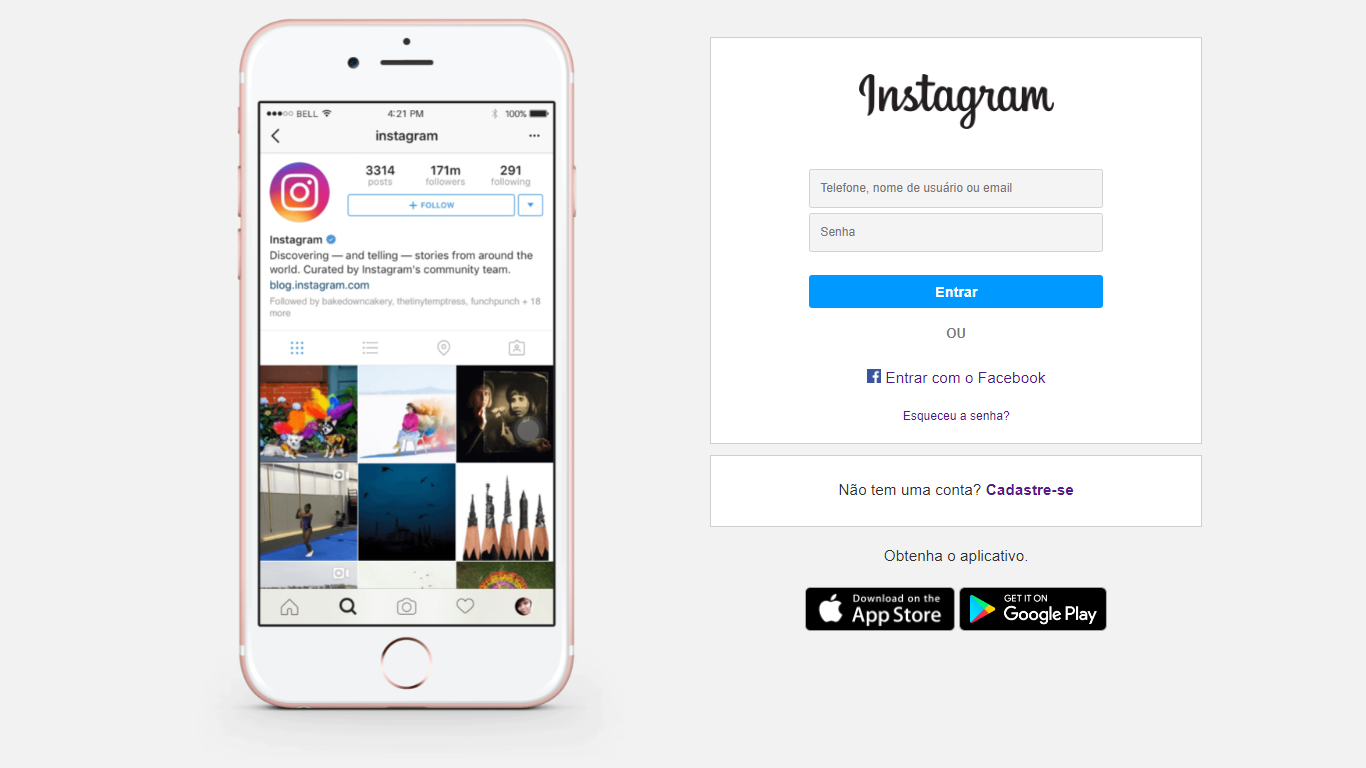 BELL
4:21 PM
100%
instagram
3314
171m
291
posts
followers
following
+ FOLLOW
Instagram
Discovering — and telling — stories from around the
world. Curated by Instagram's community team.
blog.instagram.com
Followed by bakedowncakery, thetinytemptress, funchpunch + 18
more
Instagram
Telefone, nome de usuário ou email
Senha
Entrar
OU
Entrar com o Facebook
Esqueceu a senha?
Não tem uma conta? Cadastre-se
Obtenha o aplicativo.
Download on the
App Store
GET IT ON
Google Play